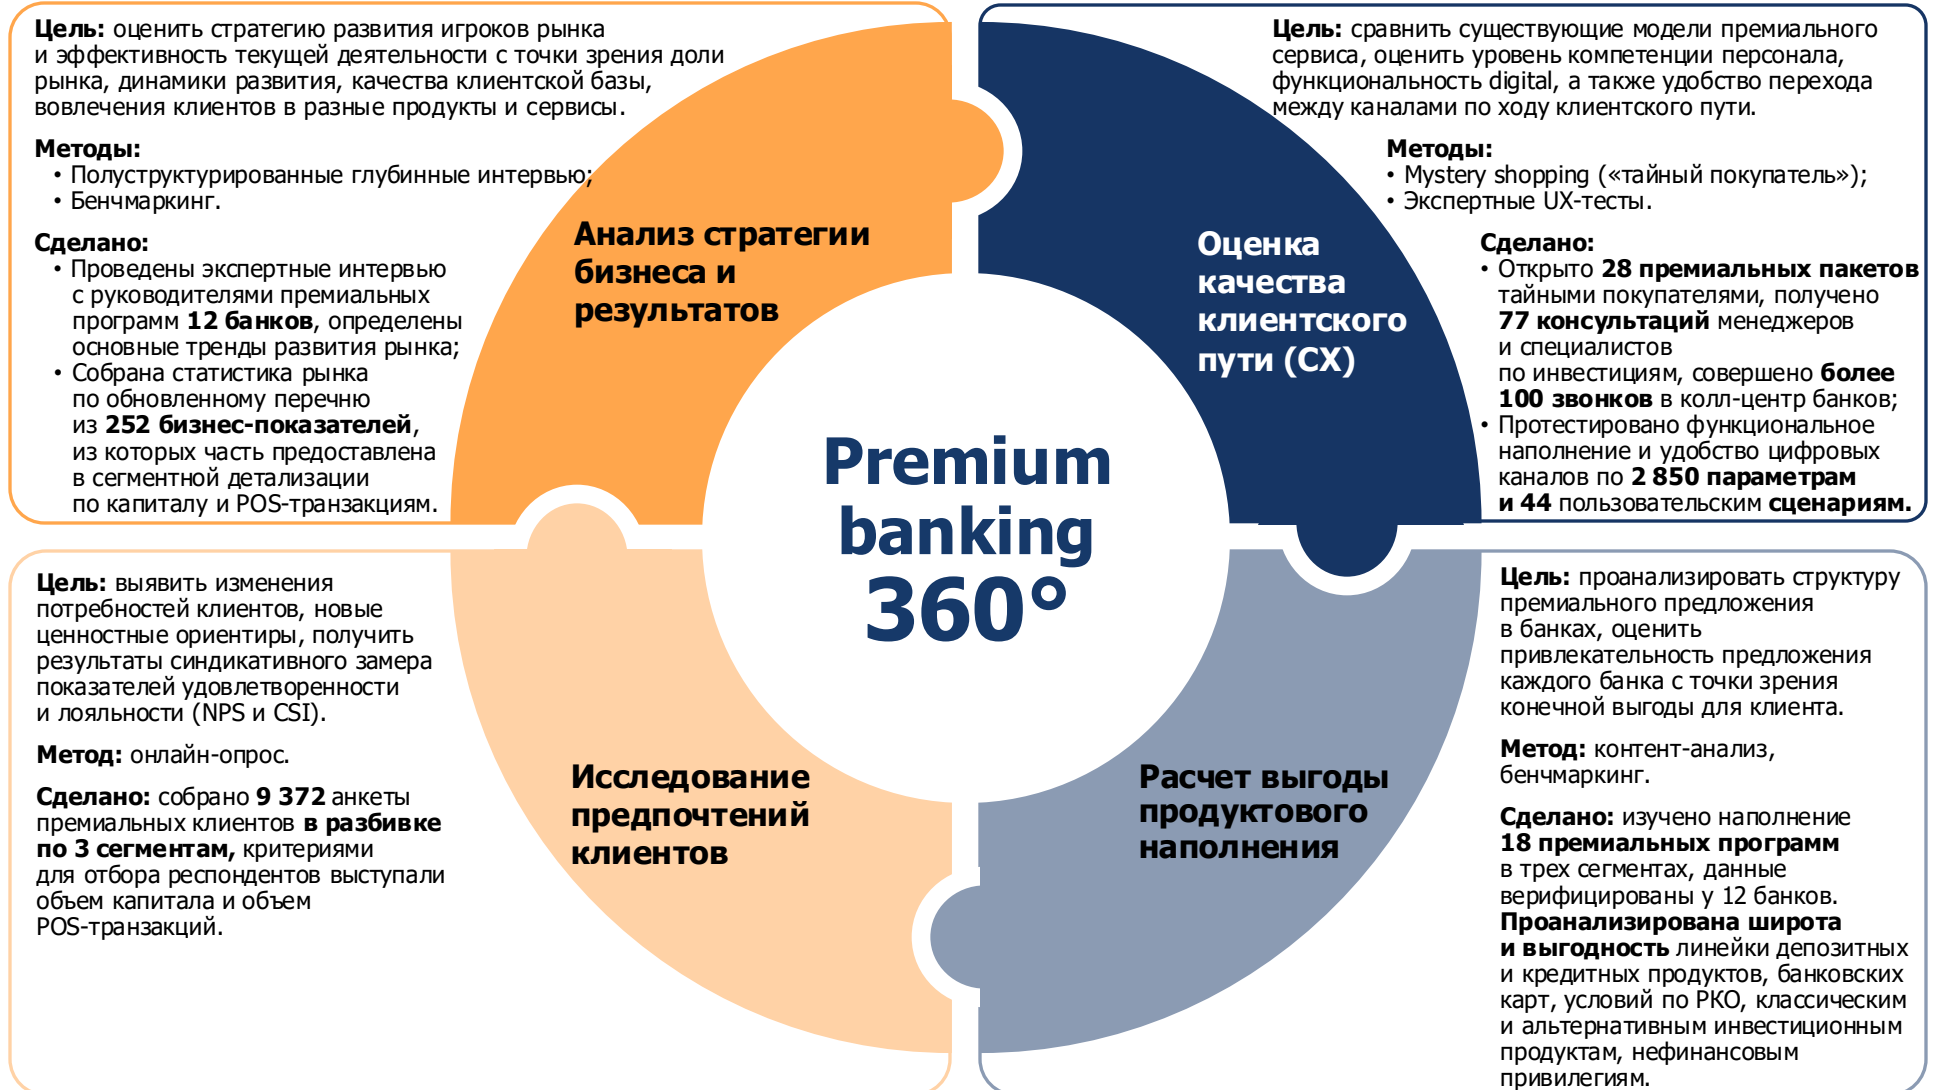 Цель: оценить стратегию развития игроков рынка
и эффективность текущей деятельности с точки зрения доли
рынка, динамики развития, качества клиентской базы,
вовлечения клиентов в разные продукты и сервисы.
Методы:
• Полуструктурированные глубинные интервью;
• Бенчмаркинг.
Сделано:
• Проведены экспертные интервью
с руководителями премиальных
программ 12 банков, определены
основные тренды развития рынка;
• Собрана статистика рынка
по обновленному перечню
из 252 бизнес-показателей,
из которых часть предоставлена
в сегментной детализации
по капиталу и POS-транзакциям.
Анализ стратегии
бизнеса и
результатов
Цель: сравнить существующие модели премиального
сервиса, оценить уровень компетенции персонала,
функциональность digital, а также удобство перехода
между каналами по ходу клиентского пути.
Методы:
• Mystery shopping («тайный покупатель»);
• Экспертные UX-тесты.
Сделано:
• Открыто 28 премиальных пакетов
тайными покупателями, получено
77 консультаций менеджеров
и специалистов
по инвестициям, совершено более
100 звонков в колл-центр банков;
• Протестировано функциональное
наполнение и удобство цифровых
каналов по 2 850 параметрам
и 44 пользовательским сценариям.
Оценка
качества
клиентского
пути (CX)
Premium
banking
360°
Цель: выявить изменения
потребностей клиентов, новые
ценностные ориентиры, получить
результаты синдикативного замера
показателей удовлетворенности
и лояльности (NPS и CSI).
Метод: онлайн-опрос.
Сделано: собрано 9 372 анкеты
премиальных клиентов в разбивке
по 3 сегментам, критериями
для отбора респондентов выступали
объем капитала и объем
POS-транзакций.
Исследование
предпочтений
клиентов
Расчет выгоды
продуктового
наполнения
Цель: проанализировать структуру
премиального предложения
в банках, оценить
привлекательность предложения
каждого банка с точки зрения
конечной выгоды для клиента.
Метод: контент-анализ,
бенчмаркинг.
Сделано: изучено наполнение
18 премиальных программ
в трех сегментах, данные
верифицированы у 12 банков.
Проанализирована широта
и выгодность линейки депозитных
и кредитных продуктов, банковских
карт, условий по РКО, классическим
и альтернативным инвестиционным
продуктам, нефинансовым
привилегиям.